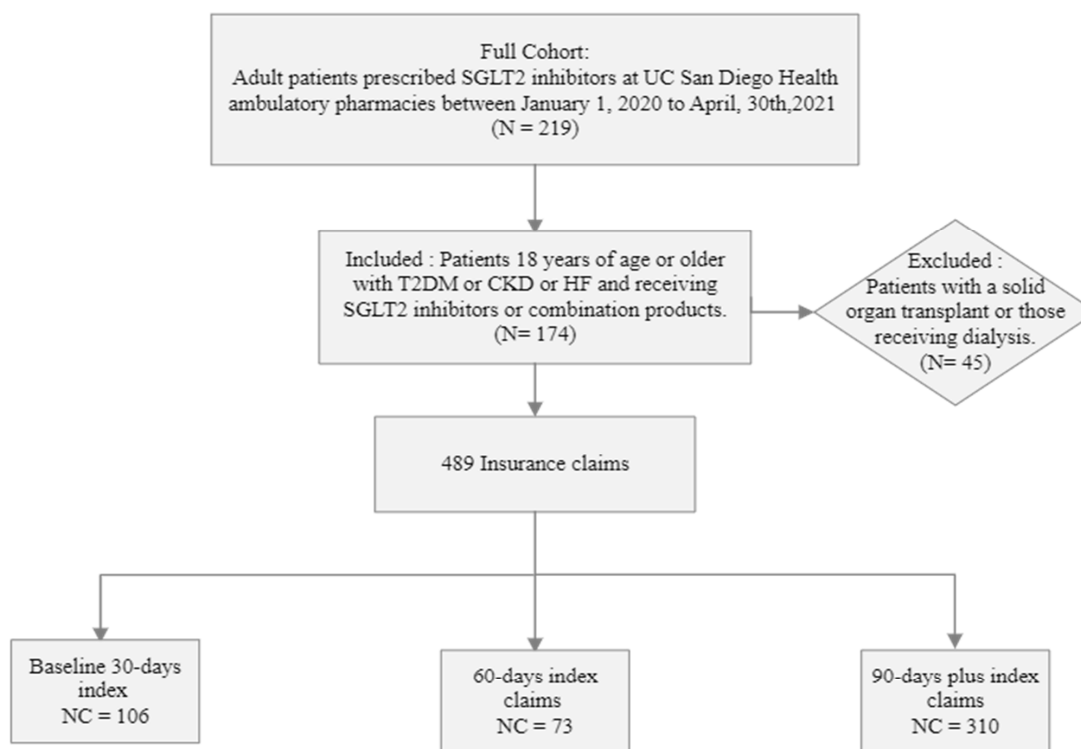 Full Cohort:
Adult patients prescribed SGLT2 inhibitors at UC San Diego Health
ambulatory pharmacies between January 1, 2020 to April, 30th,2021
(N = 219)
Included : Patients 18 years of age or older
with T2DM or CKD or HF and receiving
SGLT2 inhibitors or combination products.
(N= 174)
Excluded :
Patients with a solid
organ transplant or those
receiving dialysis.
(N= 45)
489 Insurance claims
Baseline 30-days
index
NC = 106
60-days index
claims
NC = 73
90-days plus index
claims
NC = 310